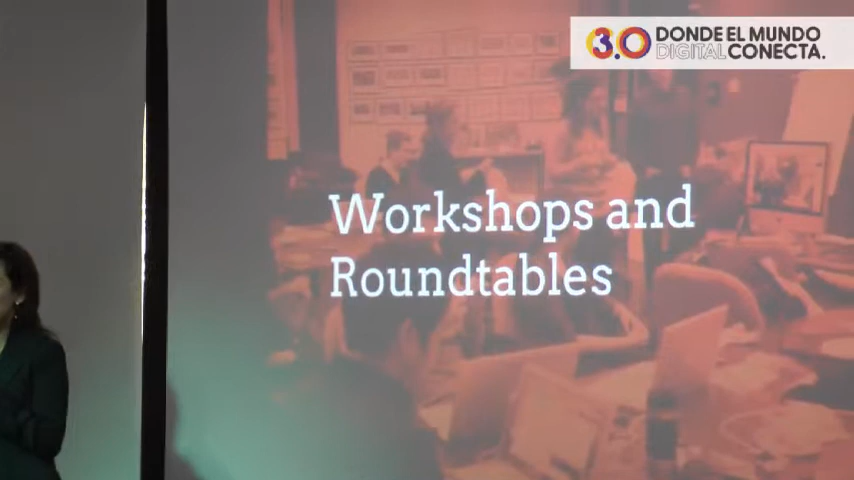 3.0 DONDE EL MUNDO
DIGITAL CONECTA.
Workshops and
Roundtables